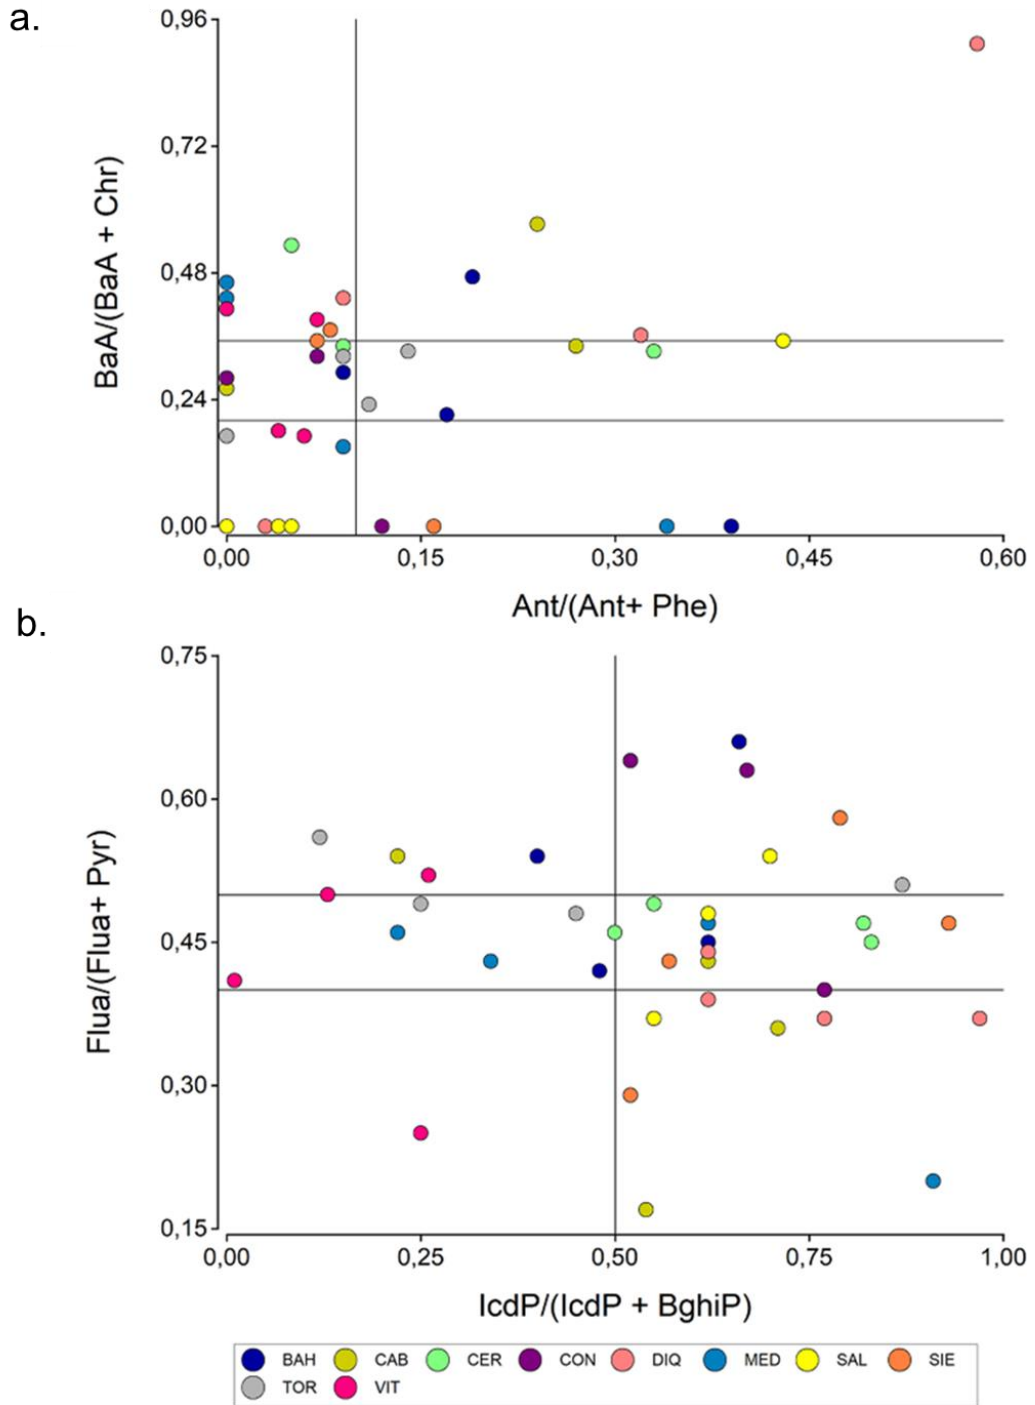 a.
0,96
0,72
0,48
0,24
0,00
BaA/(BaA + Chr)
0,00 0,15 0,30 0,45 0,60
Ant/(Ant+ Phe)
b.
0,75
0,60
0,45
0,30
0,15
Flua/(Flua+ Pyr)
0,00 0,25 0,50 0,75 1,00
IcdP/(IcdP + BghiP)
BAH CAB CER CON DIQ MED SAL SIE
TOR VIT